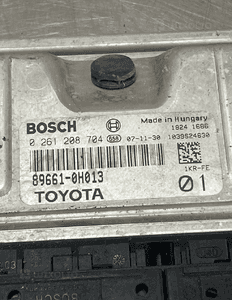 BOSCH Made in Hungary
1824 1686
0 261 208 704 07-11-30 1039S24630
89661-0H013 1KR-FE
TOYOTA 01